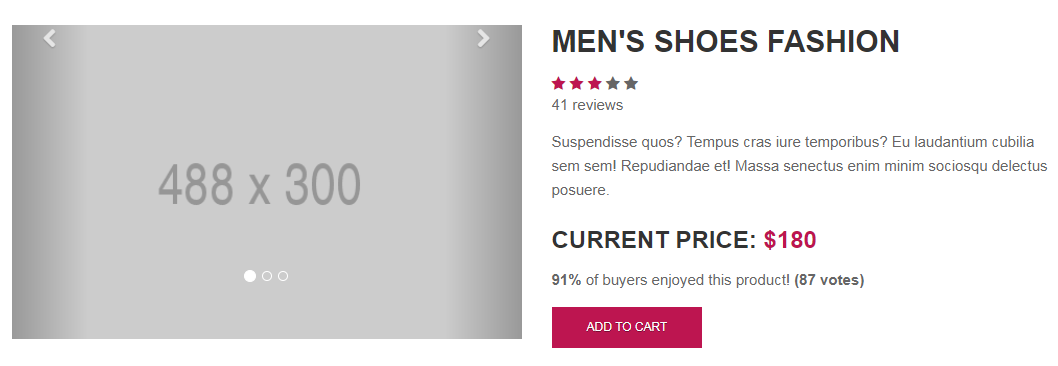 488 x 300
MEN'S SHOES FASHION
41 reviews
Suspendisse quos? Tempus cras iure temporibus? Eu laudantium cubilia
sem sem! Repudiandae et! Massa senectus enim minim sociosqu delectus
posuere.
CURRENT PRICE: $180
91% of buyers enjoyed this product! (87 votes)
ADD TO CART